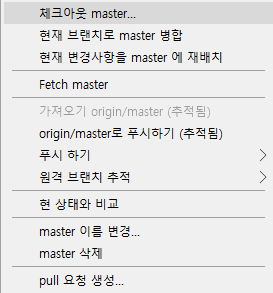 체크아웃 master...
현재 브랜치로 master 병합
현재 변경사항을 master 에 재배치
Fetch master
가져오기 origin/master (추적됨)
origin/master로 푸시하기 (추적됨)
푸시 하기
원격 브랜치 추적
현 상태와 비교
master 이름 변경...
master 삭제
pull 요청 생성...